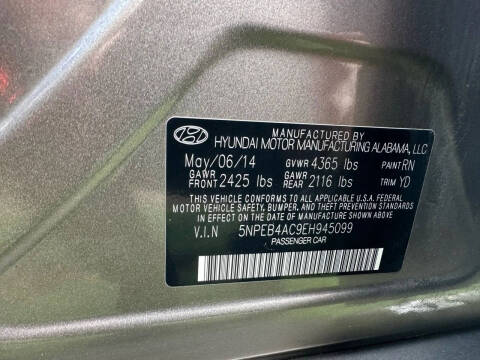 MANUFACTURED BY
HYUNDAI MOTOR MANUFACTURING ALABAMA, LLC
May/06/14 GVWR 4365 lbs PAINT RN
GAWR FRONT 2425 lbs GAWR REAR 2116 lbs TRIM YD
THIS VEHICLE CONFORMS TO ALL APPLICABLE U.S.A. FEDERAL
MOTOR VEHICLE SAFETY, BUMPER, AND THEFT PREVENTION STANDARDS
IN EFFECT ON THE DATE OF MANUFACTURE SHOWN ABOVE
V.I.N 5NPEB4AC9EH945099
PASSENGER CAR